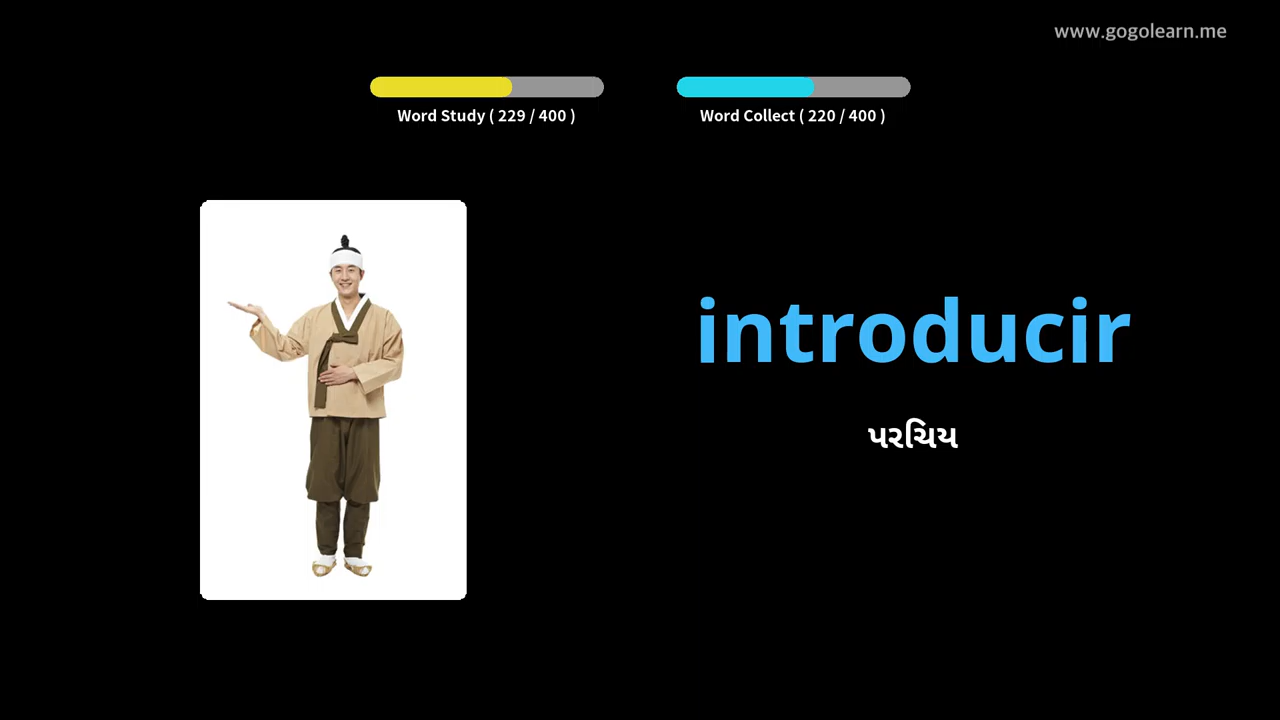 www.gogolearn.me
Word Study ( 229 / 400 )
Word Collect ( 220 / 400 )
introducir
પરિચય